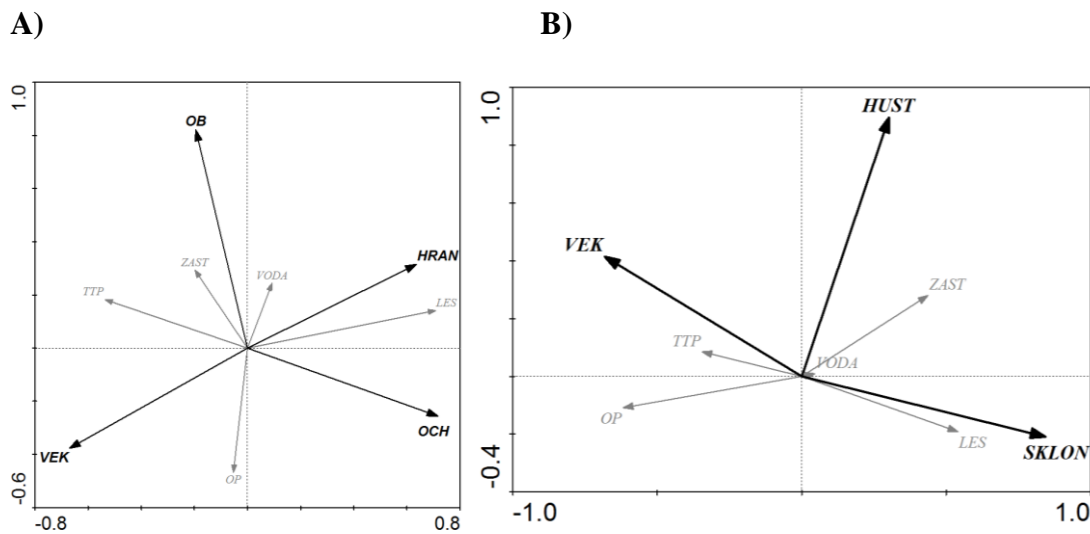 A)
B)
1.0
OB
HRAN
ZAST
VODA
TTP
LES
OCH
VEK
OP
-0.6
-0.8
0.8
1.0
HUST
VEK
ZAST
TTP
VODA
OP
LES
SKLON
-0.4
-1.0
1.0